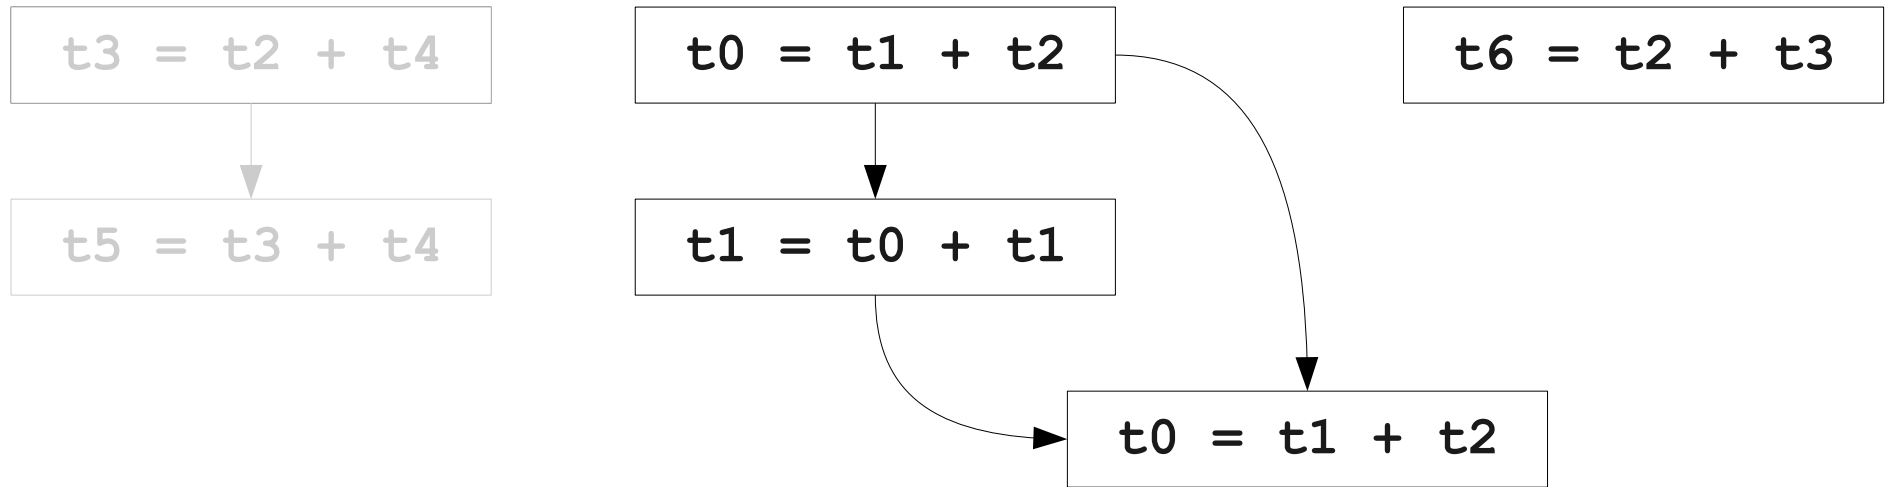 t3 = t2 + t4
t0 = t1 + t2
t6 = t2 + t3
t5 = t3 + t4
t1 = t0 + t1
t0 = t1 + t2